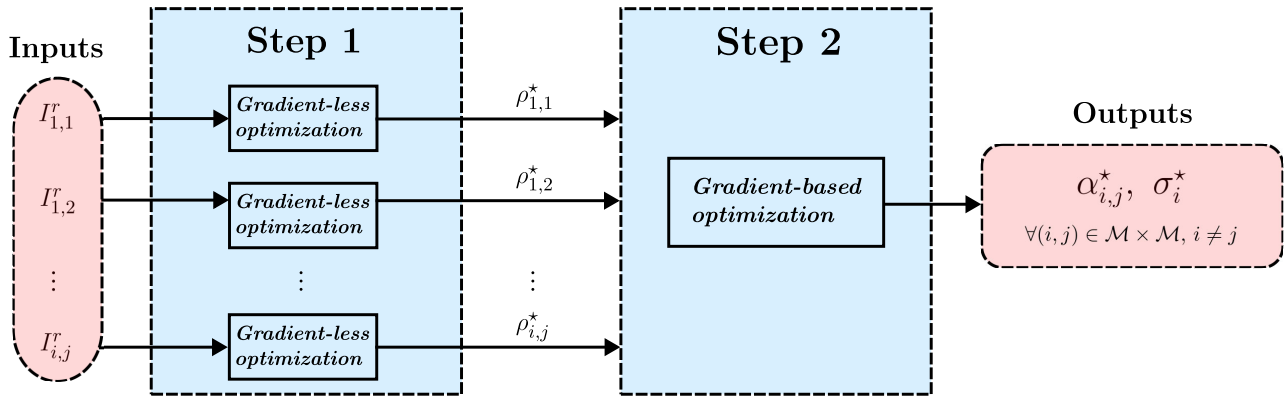 Inputs
Step 1
Step 2
Outputs
I^r_{1,1}
Gradient-less
optimization
ρ^⋆_{1,1}
I^r_{1,2}
Gradient-less
optimization
ρ^⋆_{1,2}
⋮
⋮
⋮
I^r_{i,j}
Gradient-less
optimization
ρ^⋆_{i,j}
Gradient-based
optimization
α^⋆_{i,j}, σ^⋆_i
∀(i, j) ∈ ℳ × ℳ, i ≠ j